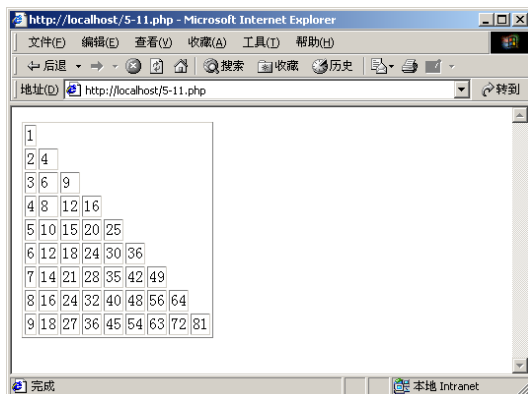 http://localhost/5-11.php - Microsoft Internet Explorer
文件(F) 编辑(E) 查看(V) 收藏(A) 工具(T) 帮助(H)
后退 搜索 收藏 历史
地址(D) http://localhost/5-11.php 转到
1
2 4
3 6 9
4 8 12 16
5 10 15 20 25
6 12 18 24 30 36
7 14 21 28 35 42 49
8 16 24 32 40 48 56 64
9 18 27 36 45 54 63 72 81
完成 本地 Intranet